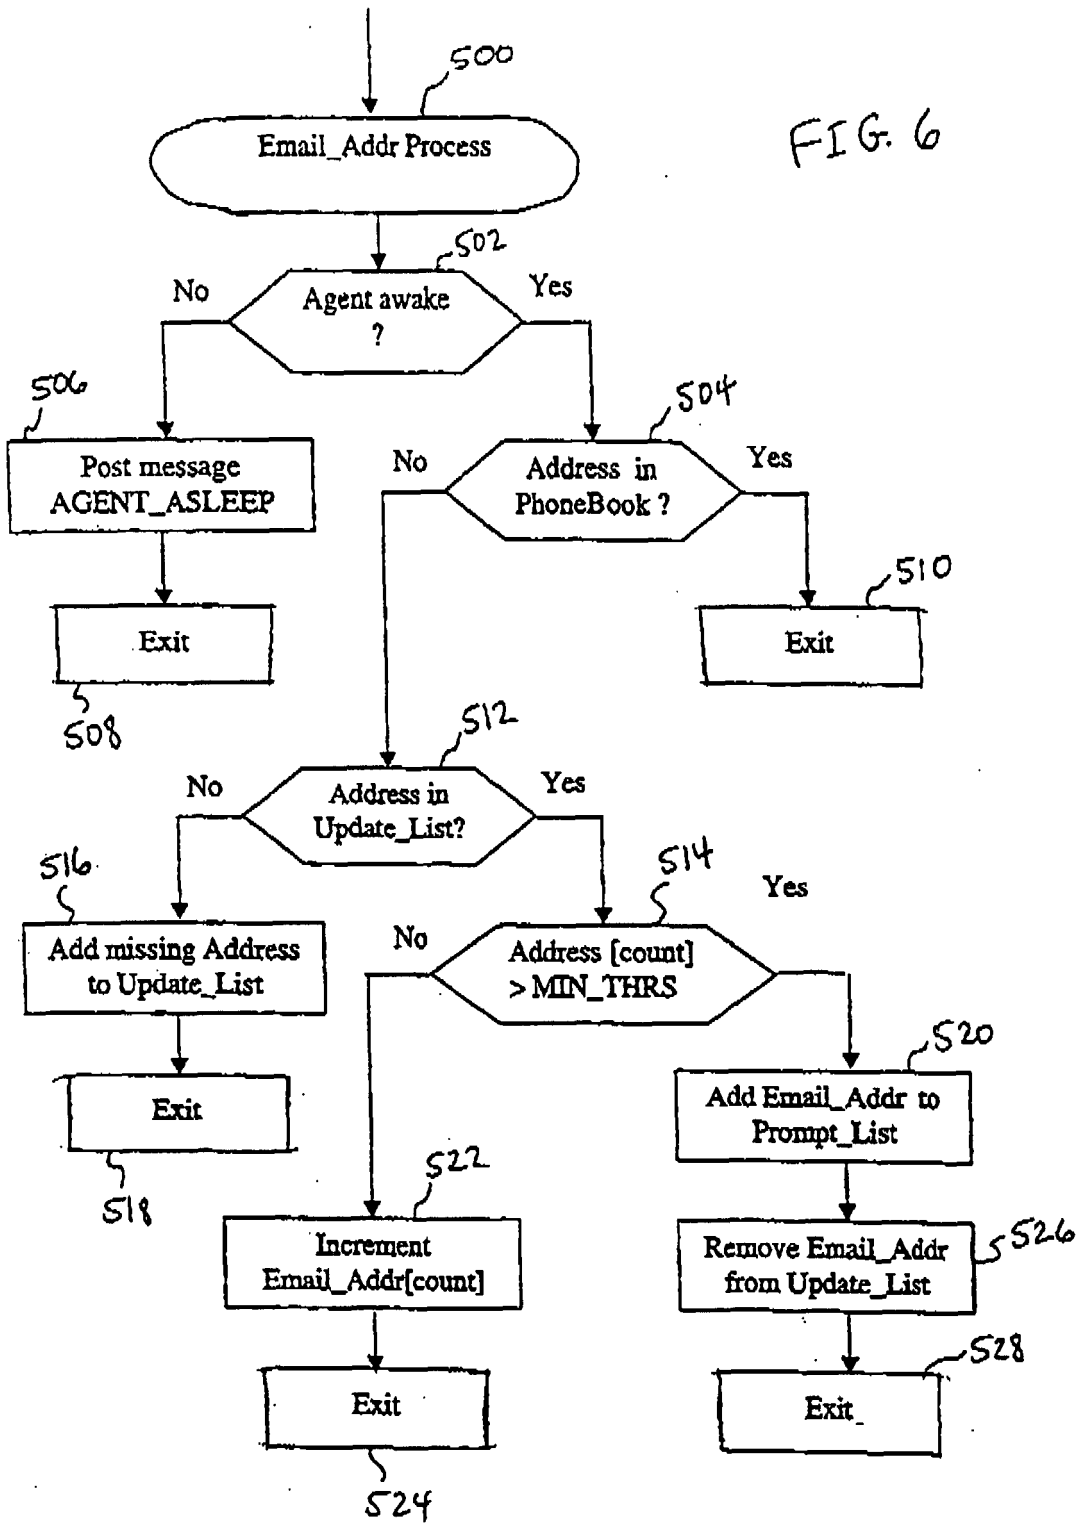 500
FIG. 6
Email_Addr Process
502
No
Yes
Agent awake
?
506
504
Post message
AGENT_ASLEEP
No
Yes
Address in
PhoneBook ?
510
Exit
Exit
508
512
No
Yes
Address in
Update_List?
516
514
Yes
Add missing Address
to Update_List
No
Address [count]
> MIN_THRS
520
Exit
Add Email_Addr to
Prompt_List
518
522
Increment
Email_Addr[count]
Remove Email_Addr
from Update_List
526
528
Exit
Exit
524